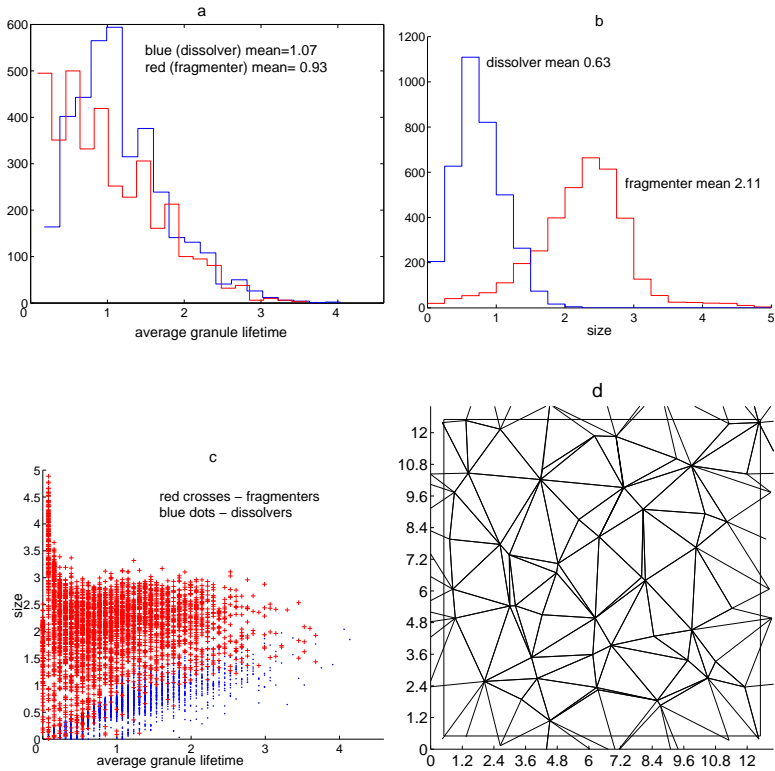 a
600
500
400
300
200
100
0
blue (dissolver) mean=1.07
red (fragmenter) mean= 0.93
0 1 2 3 4
average granule lifetime
b
1200
1000
800
600
400
200
0
dissolver mean 0.63
fragmenter mean 2.11
0 1 2 3 4 5
size
c
5
4.5
4
3.5
3
2.5
2
1.5
1
0.5
0
size
red crosses − fragmenters
blue dots − dissolvers
0 1 2 3 4
average granule lifetime
d
12
10.8
9.6
8.4
7.2
6
4.8
3.6
2.4
1.2
0
0 1.2 2.4 3.6 4.8 6 7.2 8.4 9.6 10.8 12